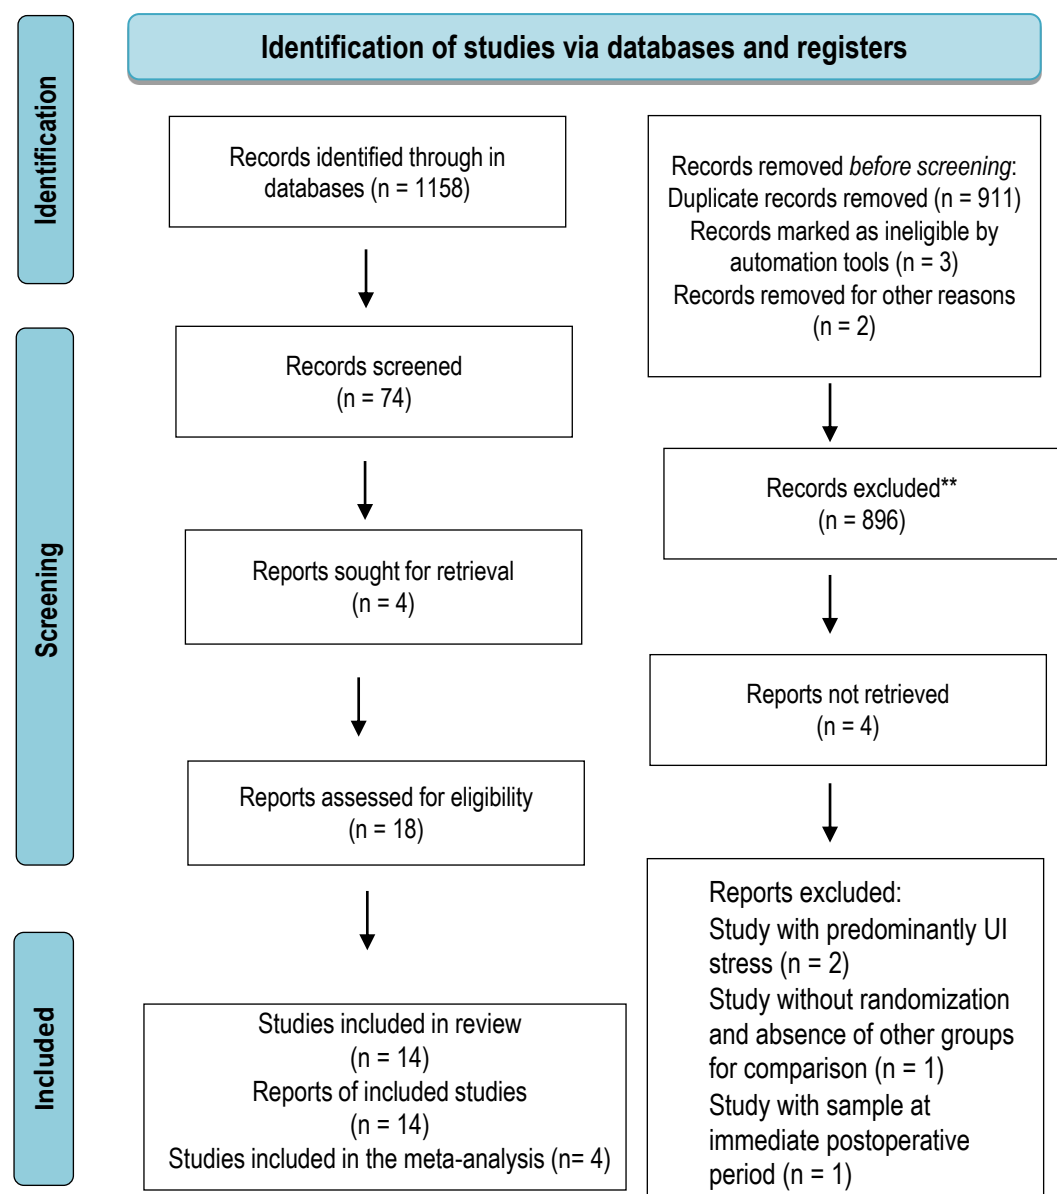 Identification of studies via databases and registers
Identification
Records identified through in
databases (n = 1158)
Records removed before screening:
Duplicate records removed (n = 911)
Records marked as ineligible by
automation tools (n = 3)
Records removed for other reasons
(n = 2)
Screening
Records screened
(n = 74)
Records excluded**
(n = 896)
Reports sought for retrieval
(n = 4)
Reports not retrieved
(n = 4)
Reports assessed for eligibility
(n = 18)
Reports excluded:
Study with predominantly UI
stress (n = 2)
Study without randomization
and absence of other groups
for comparison (n = 1)
Study with sample at
immediate postoperative
period (n = 1)
Included
Studies included in review
(n = 14)
Reports of included studies
(n = 14)
Studies included in the meta-analysis (n= 4)